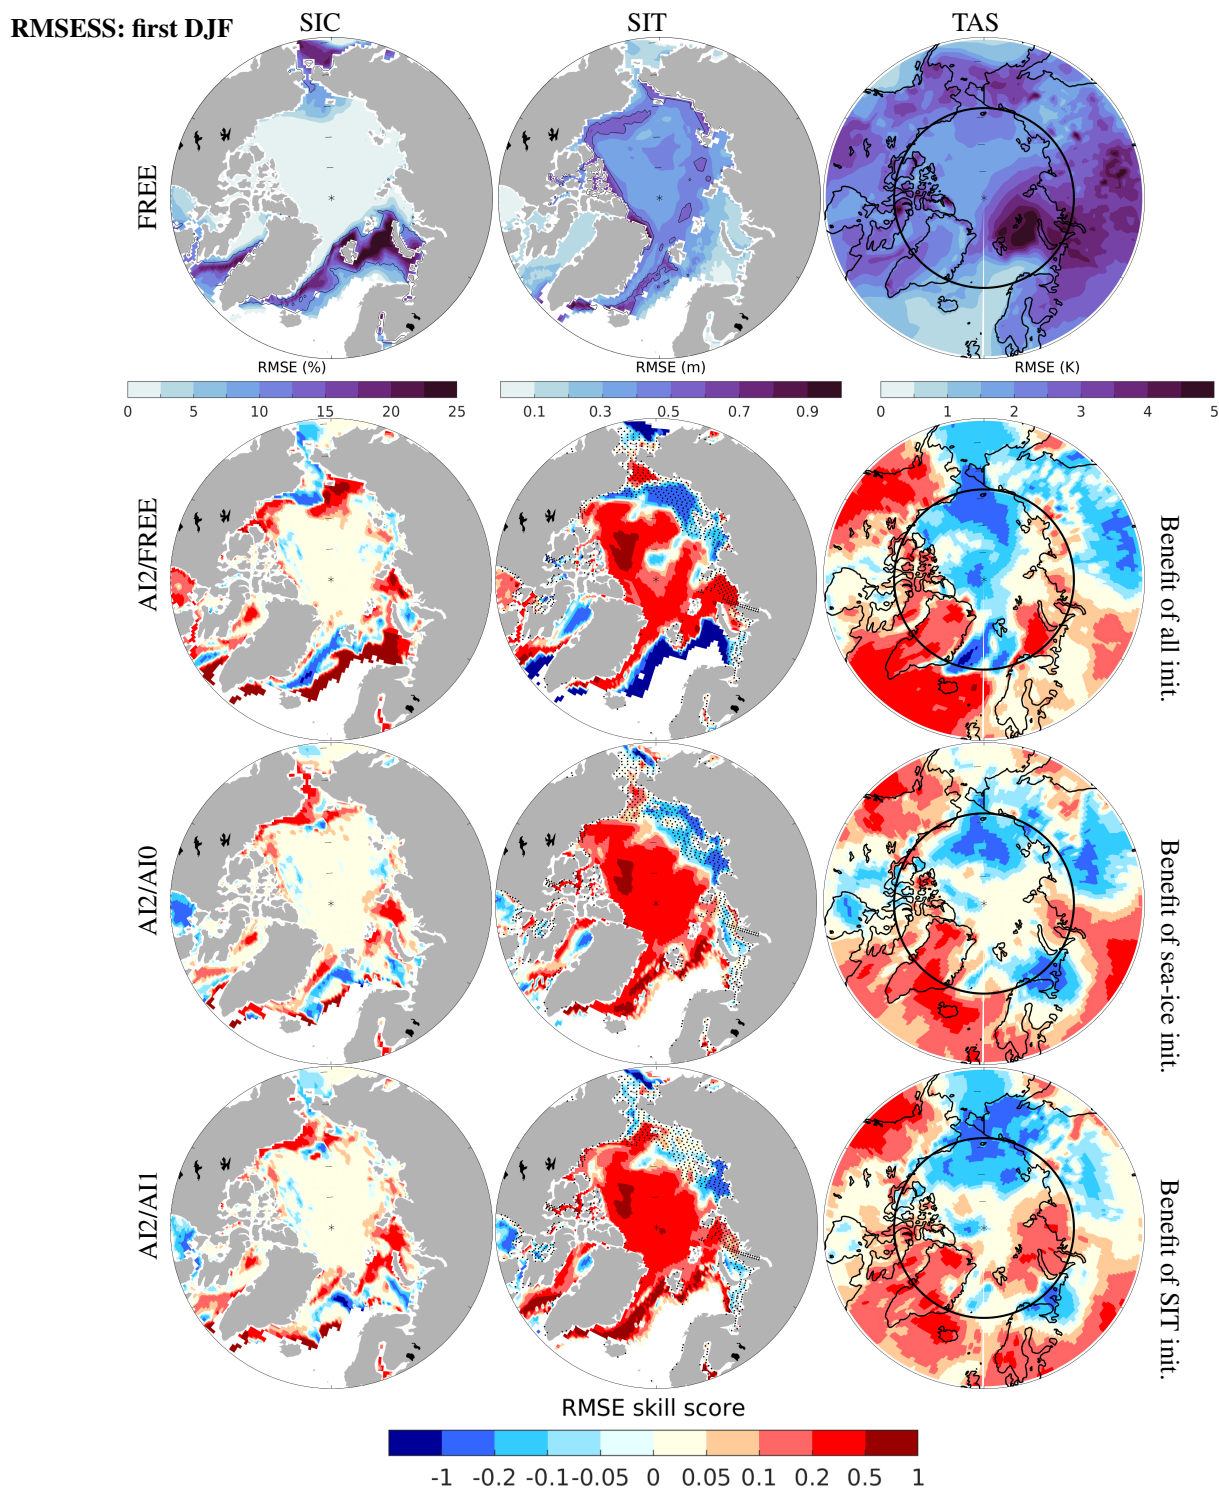 RMSESS: first DJF
SIC
SIT
TAS
FREE
RMSE (%)
RMSE (m)
RMSE (K)
0 5 10 15 20 25
0.1 0.3 0.5 0.7 0.9
0 1 2 3 4 5
AI2/FREE
Benefit of all init.
AI2/AI0
Benefit of sea-ice init.
AI2/AI1
Benefit of SIT init.
RMSE skill score
-1 -0.2 -0.1 -0.05 0 0.05 0.1 0.2 0.5 1